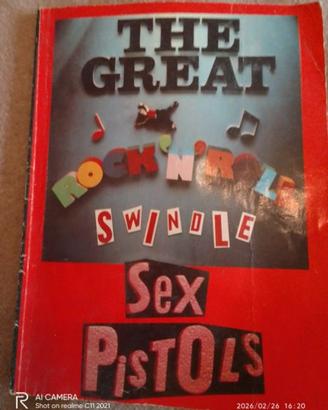 THE
GREAT
ROCK'N'ROLL
SWINDLE
Sex
PiSTOLs
AI CAMERA
Shot on realme C11 2021
2026/02/26 16:20